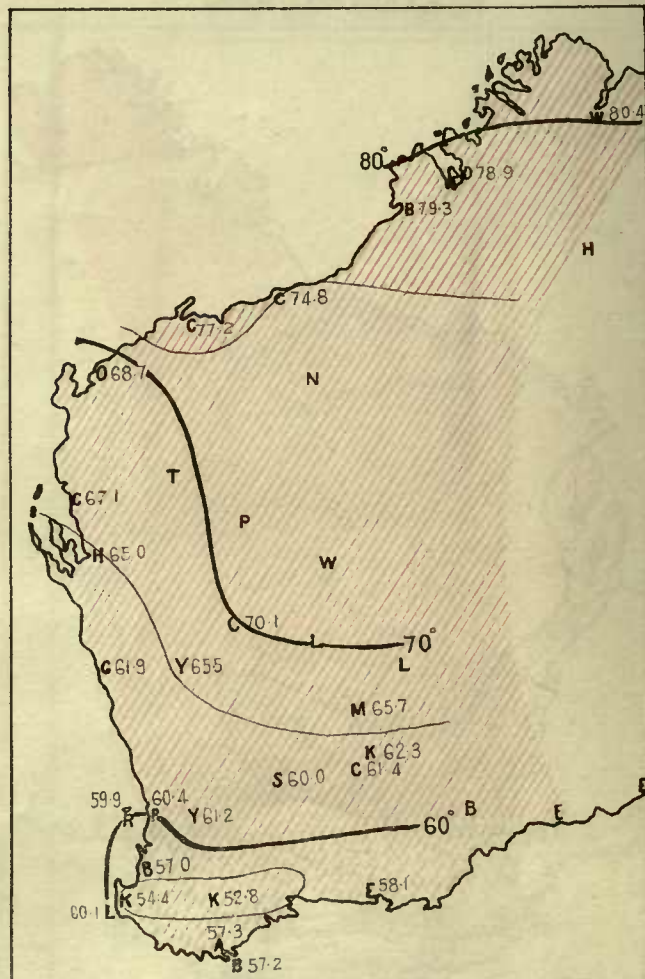 W 80·4
80°
D 78·9
B 79·3
H
C 74·8
C 77·2
O 68·7
N
T
C 67·1
P
H 65·0
W
C 70·1
L
70°
G 61·9
Y 65·5
L
M 65·7
K 62·3
C 61·4
S 60·0
59·9
60·4
R
P
Y 61·2
B
E
60°
B 57·0
K 54·4
K 52·8
E 58·1
60·1 L
57·3
A
B 57·2